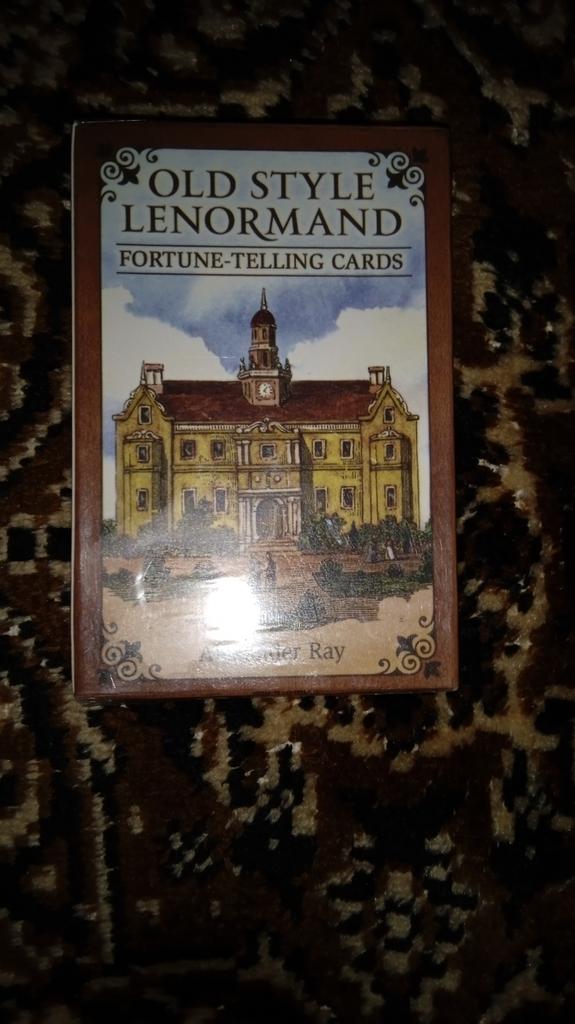 OLD STYLE
LENORMAND
FORTUNE-TELLING CARDS
Ray